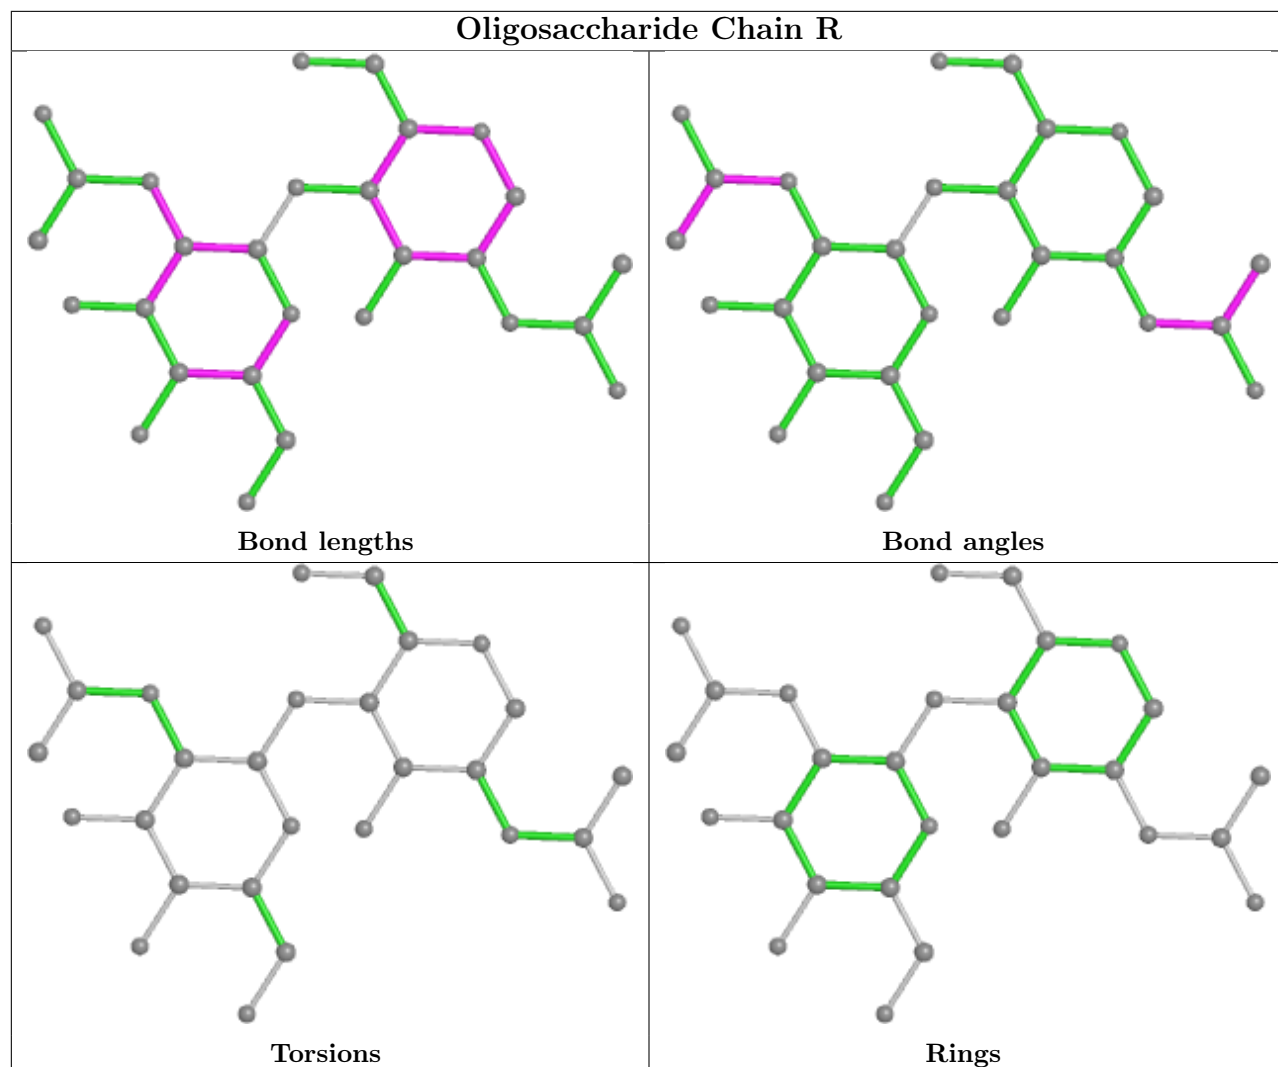 Oligosaccharide Chain R
Bond lengths
Bond angles
Torsions
Rings